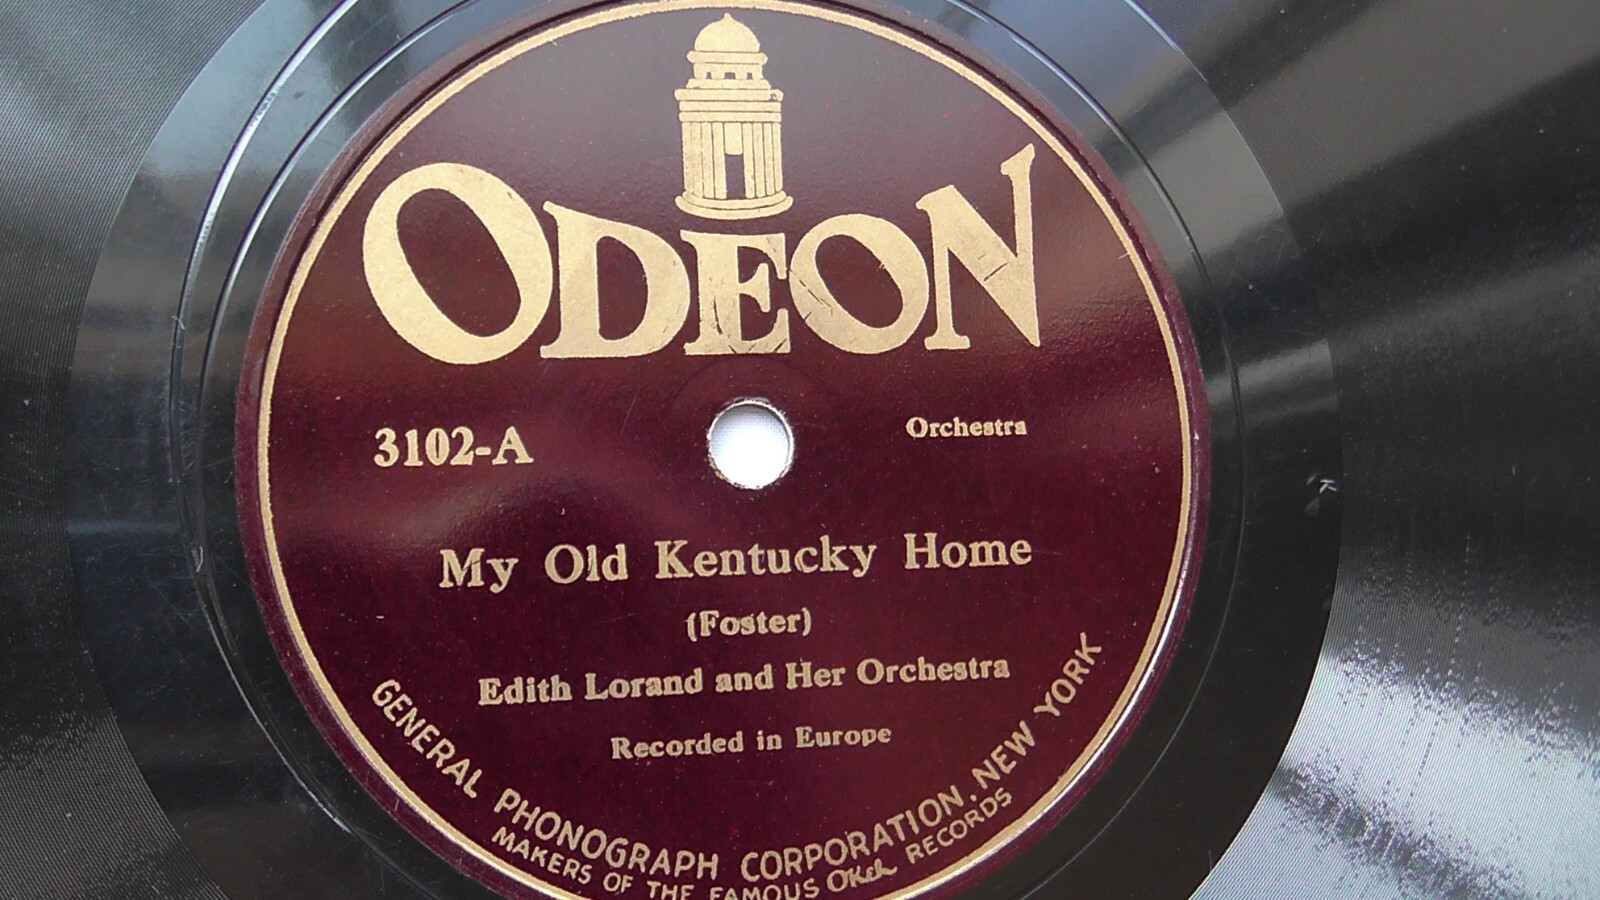 ODEON
3102-A
Orchestra
My Old Kentucky Home
(Foster)
Edith Lorand and Her Orchestra
Recorded in Europe
GENERAL PHONOGRAPH CORPORATION, NEW YORK
MAKERS OF THE FAMOUS OKeh RECORDS